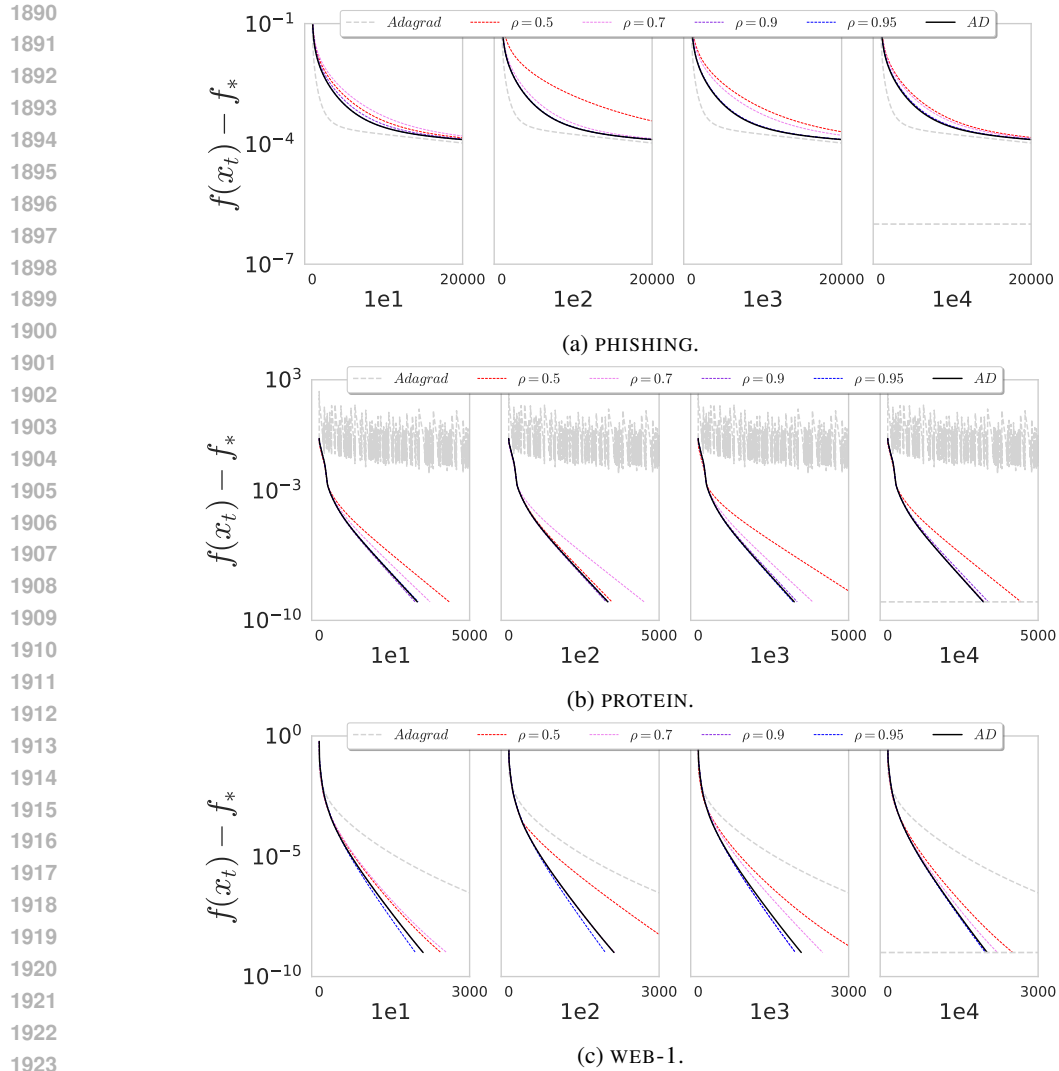 1890
1891
1892
1893
1894
1895
1896
1897
1898
1899
1900
1901
1902
1903
1904
1905
1906
1907
1908
1909
1910
1911
1912
1913
1914
1915
1916
1917
1918
1919
1920
1921
1922
1923
Adagrad ρ = 0.5 ρ = 0.7 ρ = 0.9 ρ = 0.95 AD
f(x_t) − f_*
10^{-1}
10^{-4}
10^{-7}
0 20000 0 20000 0 20000 0 20000
1e1 1e2 1e3 1e4
(a) PHISHING.
Adagrad ρ = 0.5 ρ = 0.7 ρ = 0.9 ρ = 0.95 AD
f(x_t) − f_*
10^{3}
10^{-3}
10^{-10}
0 5000 0 5000 0 5000 0 5000
1e1 1e2 1e3 1e4
(b) PROTEIN.
Adagrad ρ = 0.5 ρ = 0.7 ρ = 0.9 ρ = 0.95 AD
f(x_t) − f_*
10^{0}
10^{-5}
10^{-10}
0 3000 0 3000 0 3000 0 3000
1e1 1e2 1e3 1e4
(c) WEB-1.